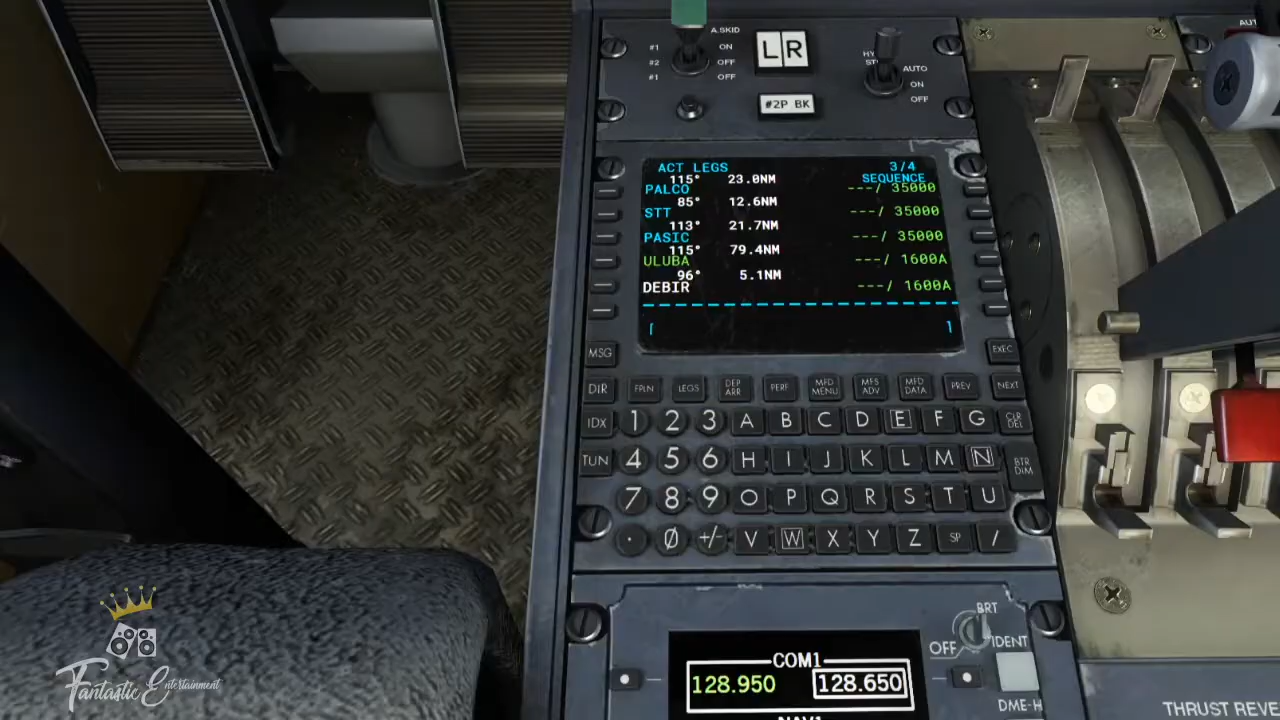 A.SKID
#1 ON
#2 OFF
#1 OFF
L R
#2P BK
AUTO
ON
OFF
ACT LEGS 3/4
115° 23.0NM SEQUENCE
PALCO ---/ 35000
85° 12.6NM
STT ---/ 35000
113° 21.7NM
PASIC ---/ 35000
115° 79.4NM
ULUBA ---/ 1600A
96° 5.1NM
DEBIR ---/ 1600A
[ ]
MSG EXEC
DIR FPLN LEGS DEP ARR PERF MFD MENU MFS ADV MFD DATA PREV NEXT
IDX 1 2 3 A B C D E F G CLR DEL
TUN 4 5 6 H I J K L M N BTR DIM
7 8 9 O P Q R S T U
. 0 +/- V W X Y Z SP /
BRT
OFF IDENT
COM1
128.950 128.650
DME-H
NAV1
THRUST REVE
Fantastic Entertainment